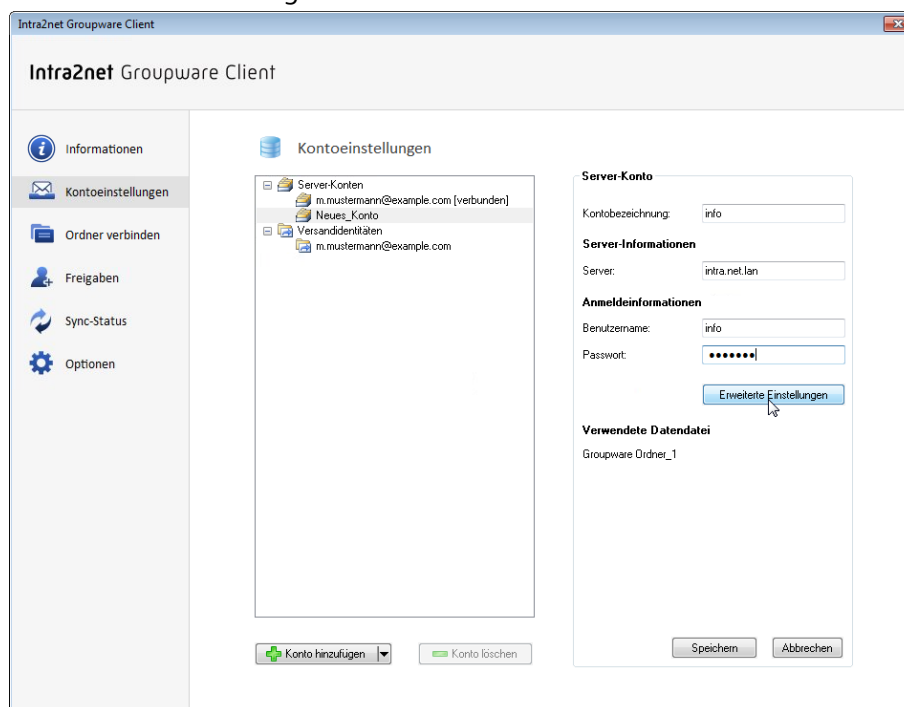 Intra2net Groupware Client
Intra2net Groupware Client
Informationen
Kontoeinstellungen
Ordner verbinden
Freigaben
Sync-Status
Optionen
Kontoeinstellungen
Server-Konten
m.mustermann@example.com [verbunden]
Neues_Konto
Versandidentitäten
m.mustermann@example.com
Konto hinzufügen
Konto löschen
Server-Konto
Kontobezeichnung: info
Server-Informationen
Server: intra.net.lan
Anmeldeinformationen
Benutzername: info
Passwort: •••••••
Erweiterte Einstellungen
Verwendete Datendatei
Groupware Ordner_1
Speichern Abbrechen